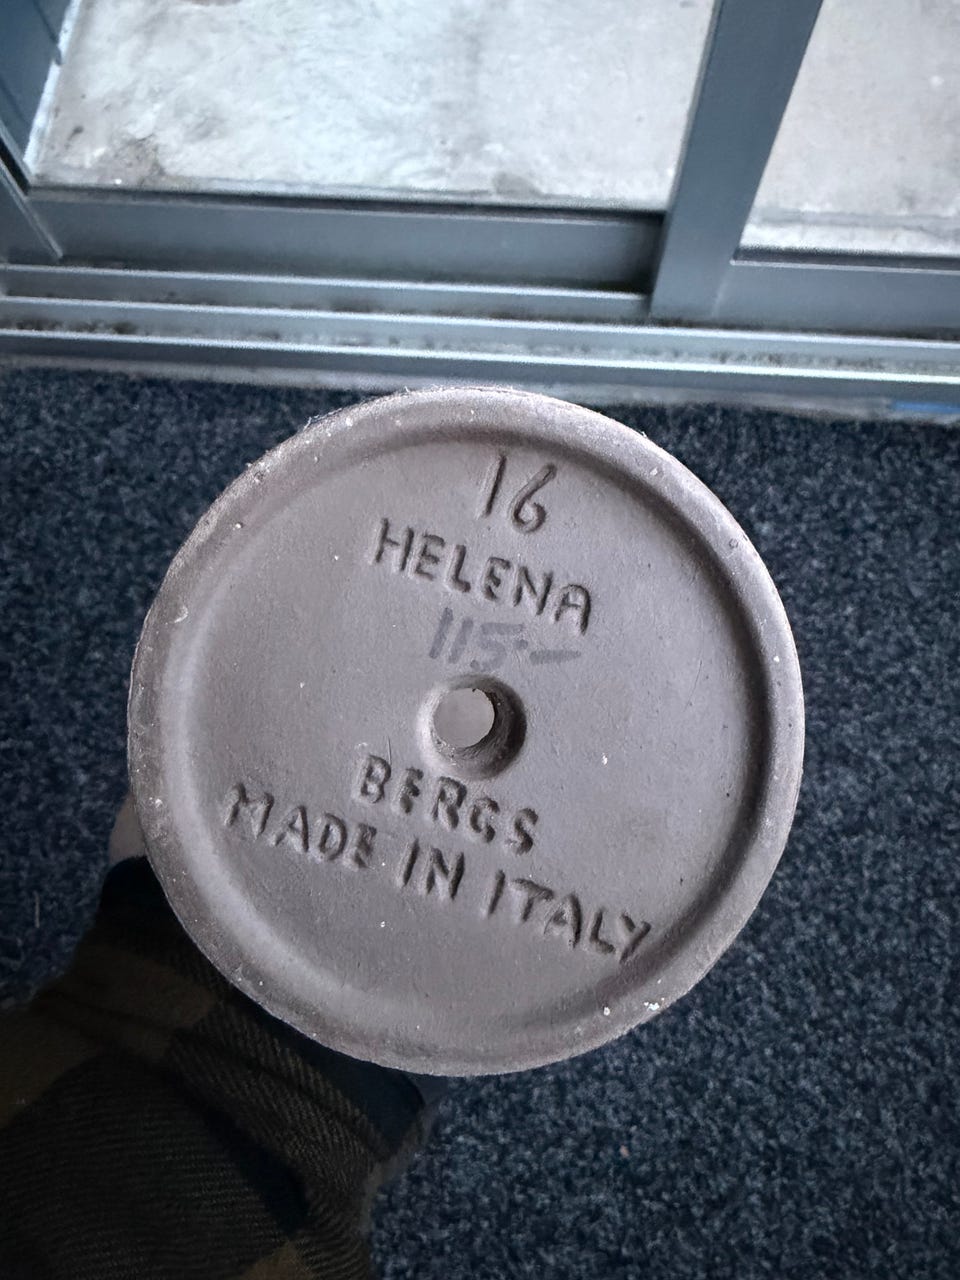 16
HELENA
115.-
BERGS
MADE IN ITALY